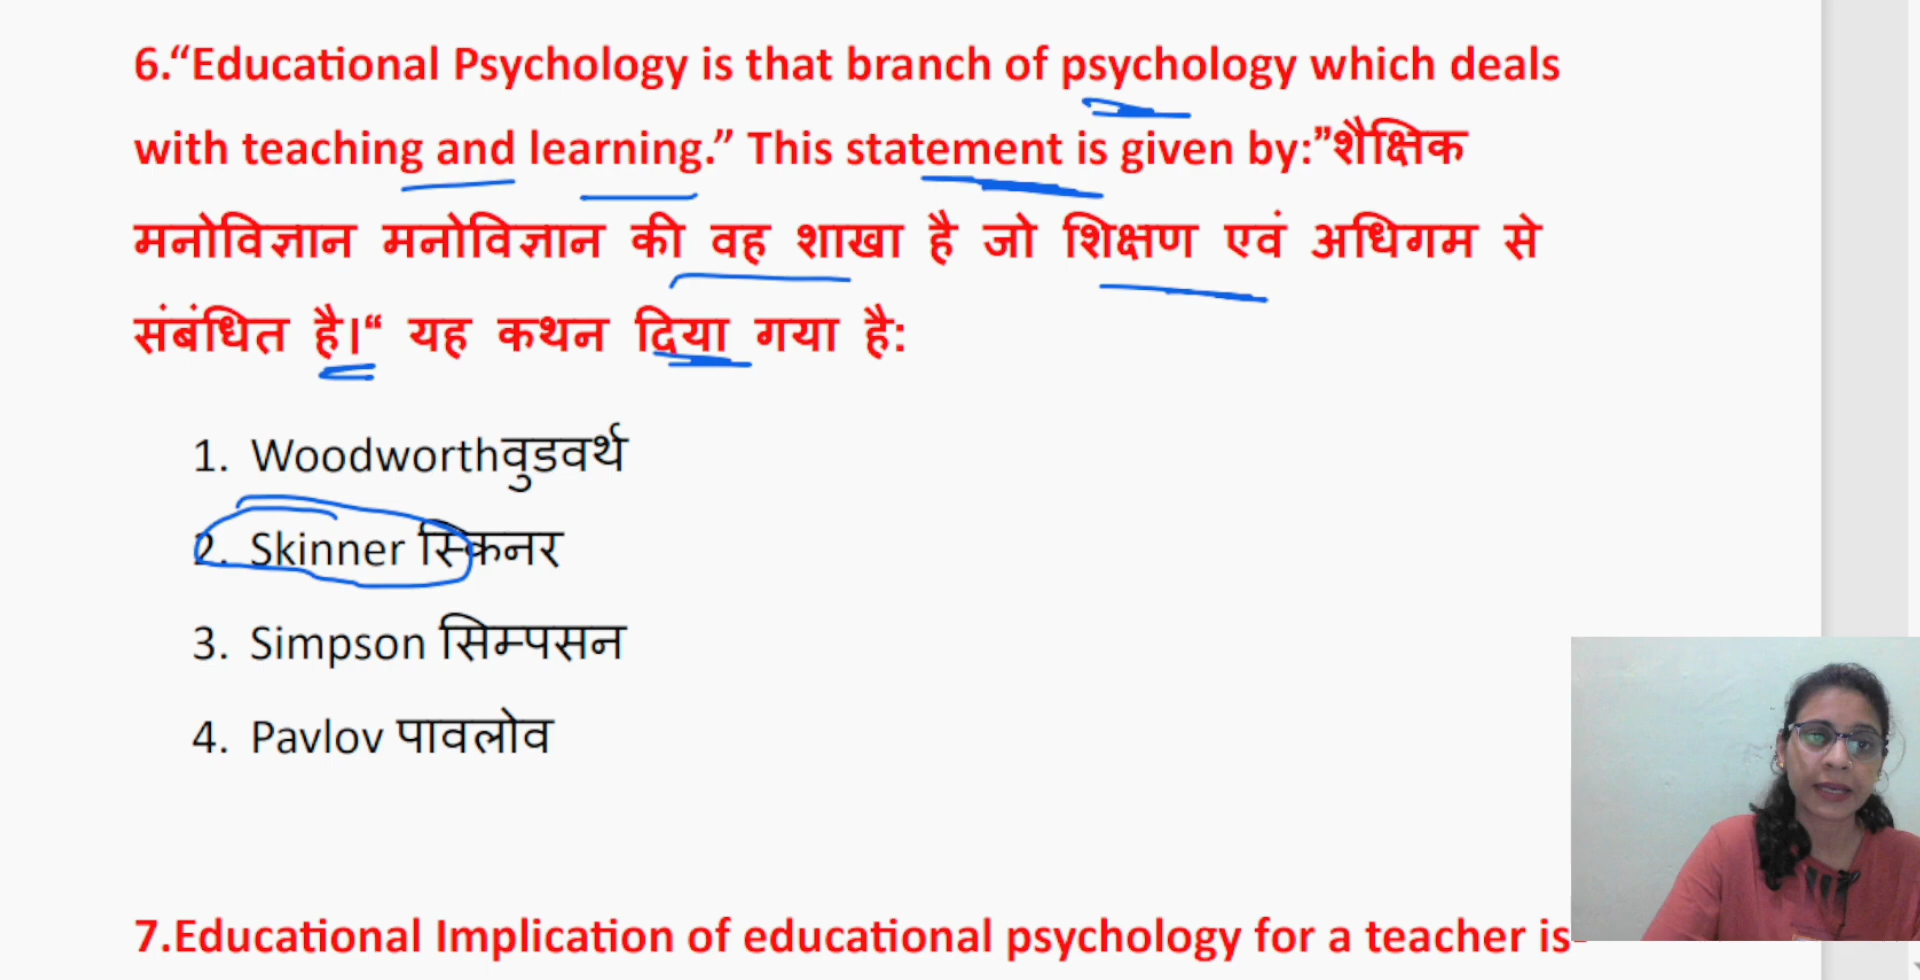 6.“Educational Psychology is that branch of psychology which deals
with teaching and learning.” This statement is given by:”शैक्षिक
मनोविज्ञान मनोविज्ञान की वह शाखा है जो शिक्षण एवं अधिगम से
संबंधित है।“ यह कथन दिया गया है:
1. Woodworthवुडवर्थ
2. Skinner स्किनर
3. Simpson सिम्पसन
4. Pavlov पावलोव
7.Educational Implication of educational psychology for a teacher is-